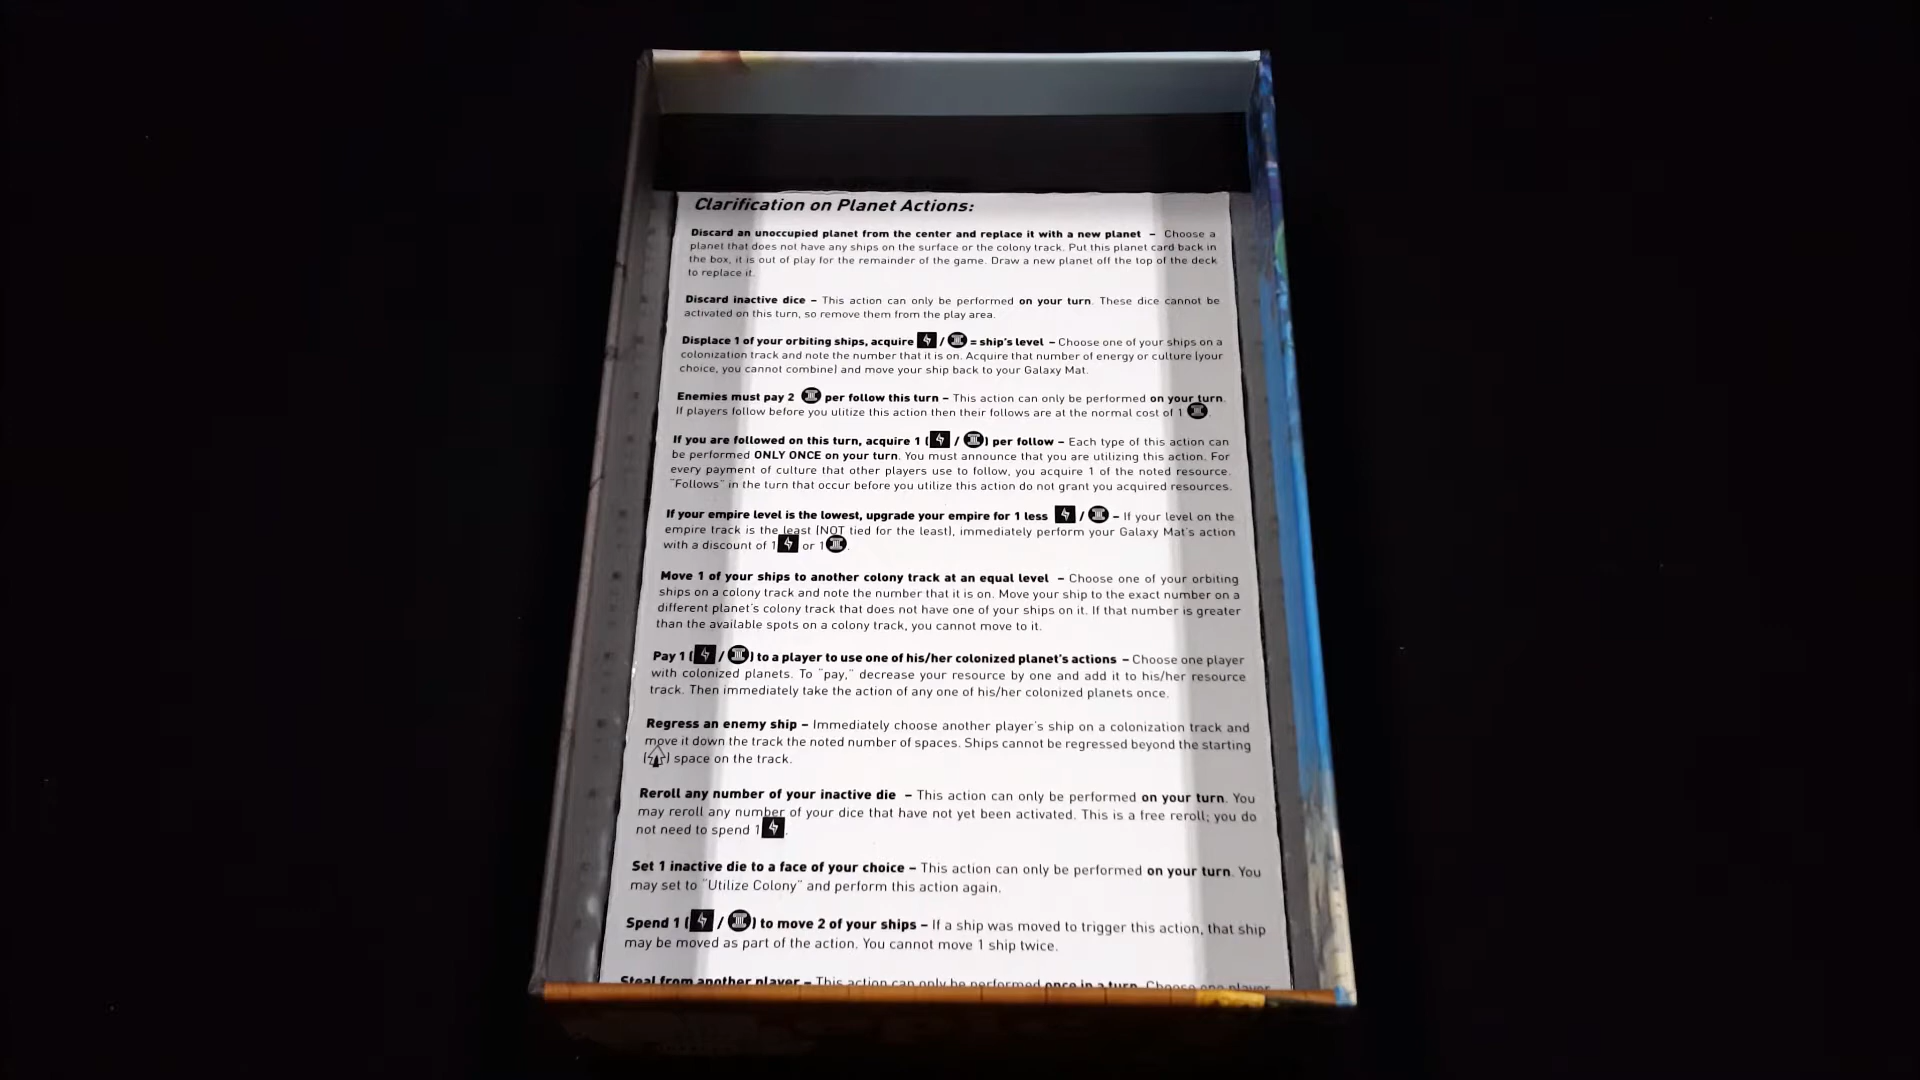 Clarification on Planet Actions:
Discard an unoccupied planet from the center and replace it with a new planet – Choose a
planet that does not have any ships on the surface or the colony track. Put this planet card back in
the box, it is out of play for the remainder of the game. Draw a new planet off the top of the deck
to replace it.
Discard inactive dice – This action can only be performed on your turn. These dice cannot be
activated on this turn, so remove them from the play area.
Displace 1 of your orbiting ships, acquire / = ship's level – Choose one of your ships on a
colonization track and note the number that it is on. Acquire that number of energy or culture (your
choice, you cannot combine) and move your ship back to your Galaxy Mat.
Enemies must pay 2 per follow this turn – This action can only be performed on your turn.
If players follow before you ulitize this action then their follows are at the normal cost of 1 .
If you are followed on this turn, acquire 1 ( / ) per follow – Each type of this action can
be performed ONLY ONCE on your turn. You must announce that you are utilizing this action. For
every payment of culture that other players use to follow, you acquire 1 of the noted resource.
"Follows" in the turn that occur before you utilize this action do not grant you acquired resources.
If your empire level is the lowest, upgrade your empire for 1 less / – If your level on the
empire track is the least (NOT tied for the least), immediately perform your Galaxy Mat's action
with a discount of 1 or 1 .
Move 1 of your ships to another colony track at an equal level – Choose one of your orbiting
ships on a colony track and note the number that it is on. Move your ship to the exact number on a
different planet's colony track that does not have one of your ships on it. If that number is greater
than the available spots on a colony track, you cannot move to it.
Pay 1 ( / ) to a player to use one of his/her colonized planet's actions – Choose one player
with colonized planets. To "pay," decrease your resource by one and add it to his/her resource
track. Then immediately take the action of any one of his/her colonized planets once.
Regress an enemy ship – Immediately choose another player's ship on a colonization track and
move it down the track the noted number of spaces. Ships cannot be regressed beyond the starting
( ) space on the track.
Reroll any number of your inactive die – This action can only be performed on your turn. You
may reroll any number of your dice that have not yet been activated. This is a free reroll; you do
not need to spend 1 .
Set 1 inactive die to a face of your choice – This action can only be performed on your turn. You
may set to "Utilize Colony" and perform this action again.
Spend 1 ( / ) to move 2 of your ships – If a ship was moved to trigger this action, that ship
may be moved as part of the action. You cannot move 1 ship twice.
Steal from another player – This action can only be performed once in a turn. Choose one player